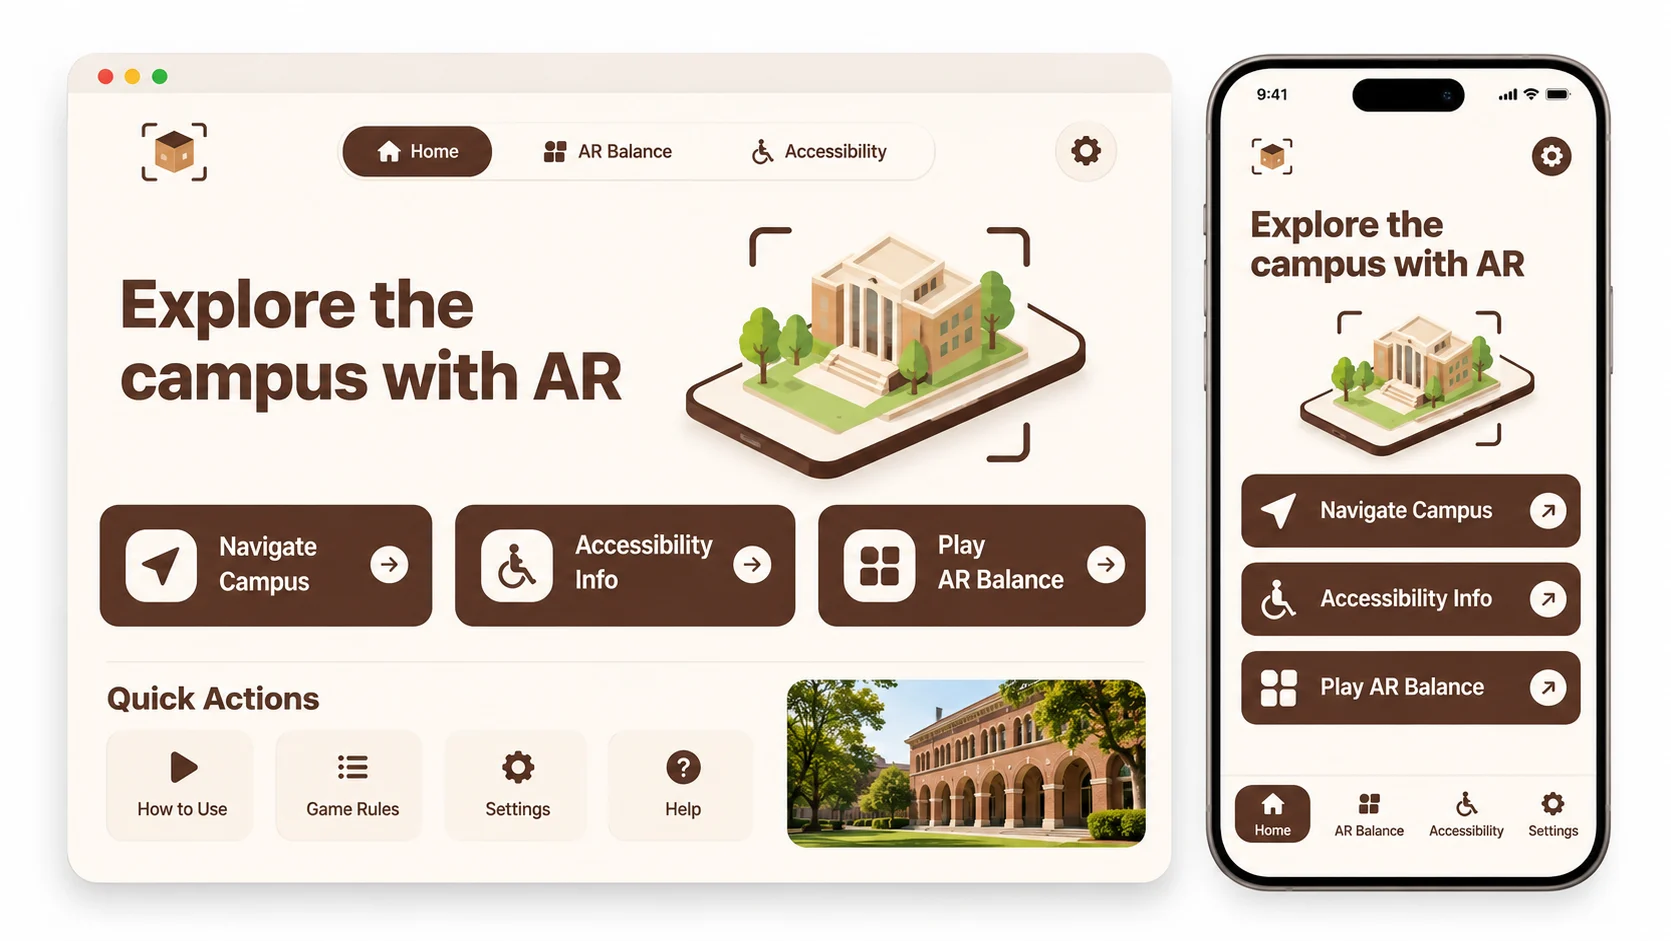 Home
AR Balance
Accessibility
Explore the
campus with AR
Navigate
Campus
Accessibility
Info
Play
AR Balance
Quick Actions
How to Use
Game Rules
Settings
?
Help
9:41
Explore the
campus with AR
Navigate Campus
Accessibility Info
Play AR Balance
Home
AR Balance
Accessibility
Settings